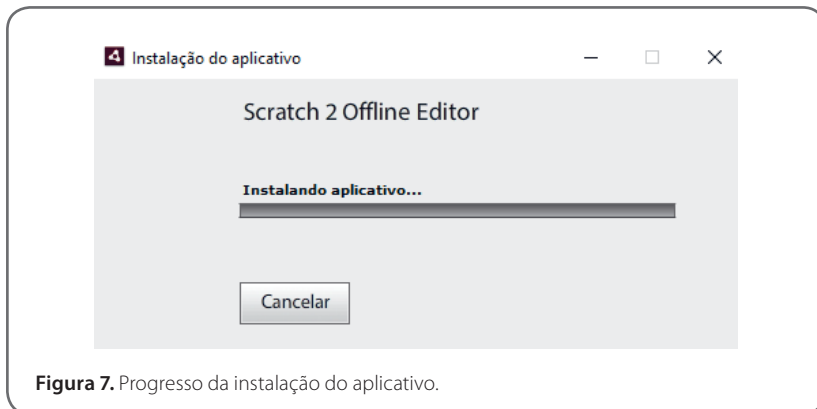 Instalação do aplicativo
Scratch 2 Offline Editor
Instalando aplicativo...
Cancelar
Figura 7. Progresso da instalação do aplicativo.